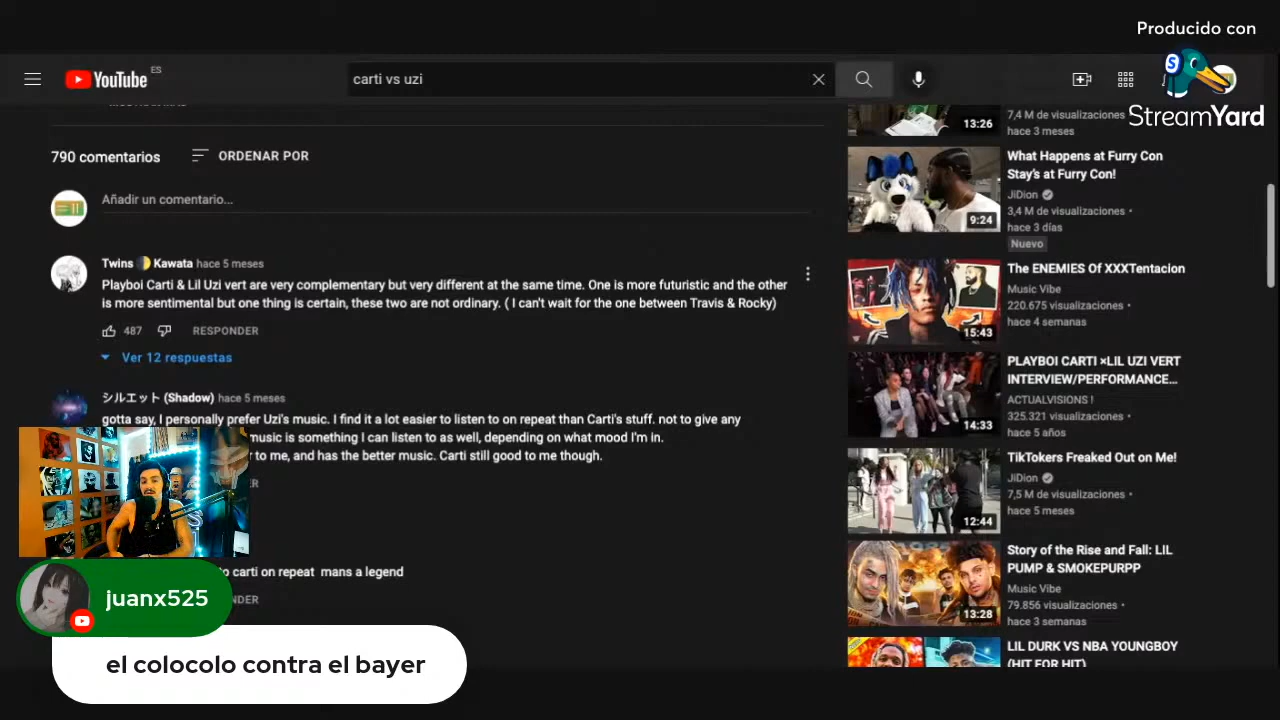 Producido con
StreamYard
YouTube ES
carti vs uzi
790 comentarios
ORDENAR POR
Añadir un comentario...
Twins 🌓 Kawata hace 5 meses
Playboi Carti & Lil Uzi vert are very complementary but very different at the same time. One is more futuristic and the other
is more sentimental but one thing is certain, these two are not ordinary. ( I can't wait for the one between Travis & Rocky)
487
RESPONDER
Ver 12 respuestas
シルエット (Shadow) hace 5 meses
gotta say, I personally prefer Uzi's music. I find it a lot easier to listen to on repeat than Carti's stuff. not to give any
music is something I can listen to as well, depending on what mood I'm in.
to me, and has the better music. Carti still good to me though.
carti on repeat mans a legend
juanx525
el colocolo contra el bayer
13:26
7,4 M de visualizaciones
hace 3 meses
9:24
What Happens at Furry Con
Stay's at Furry Con!
JiDion
3,4 M de visualizaciones •
hace 3 días
Nuevo
15:43
The ENEMIES Of XXXTentacion
Music Vibe
220.675 visualizaciones •
hace 4 semanas
14:33
PLAYBOI CARTI ×LIL UZI VERT
INTERVIEW/PERFORMANCE...
ACTUALVISIONS !
325.321 visualizaciones •
hace 5 años
12:44
TikTokers Freaked Out on Me!
JiDion
7,5 M de visualizaciones •
hace 5 meses
13:28
Story of the Rise and Fall: LIL
PUMP & SMOKEPURPP
Music Vibe
79.856 visualizaciones •
hace 3 semanas
LIL DURK VS NBA YOUNGBOY
(HIT FOR HIT)